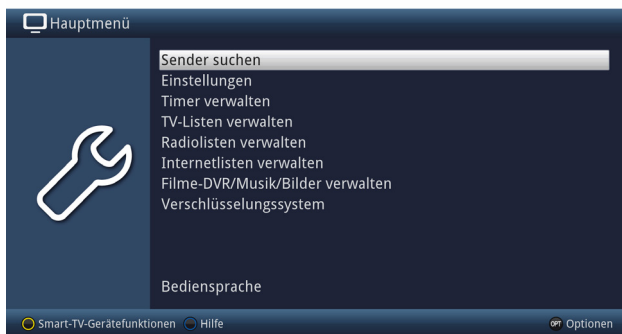 Hauptmenü
Sender suchen
Einstellungen
Timer verwalten
TV-Listen verwalten
Radiolisten verwalten
Internetlisten verwalten
Filme-DVR/Musik/Bilder verwalten
Verschlüsselungssystem
Bediensprache
Smart-TV-Gerätefunktionen Hilfe OPT Optionen